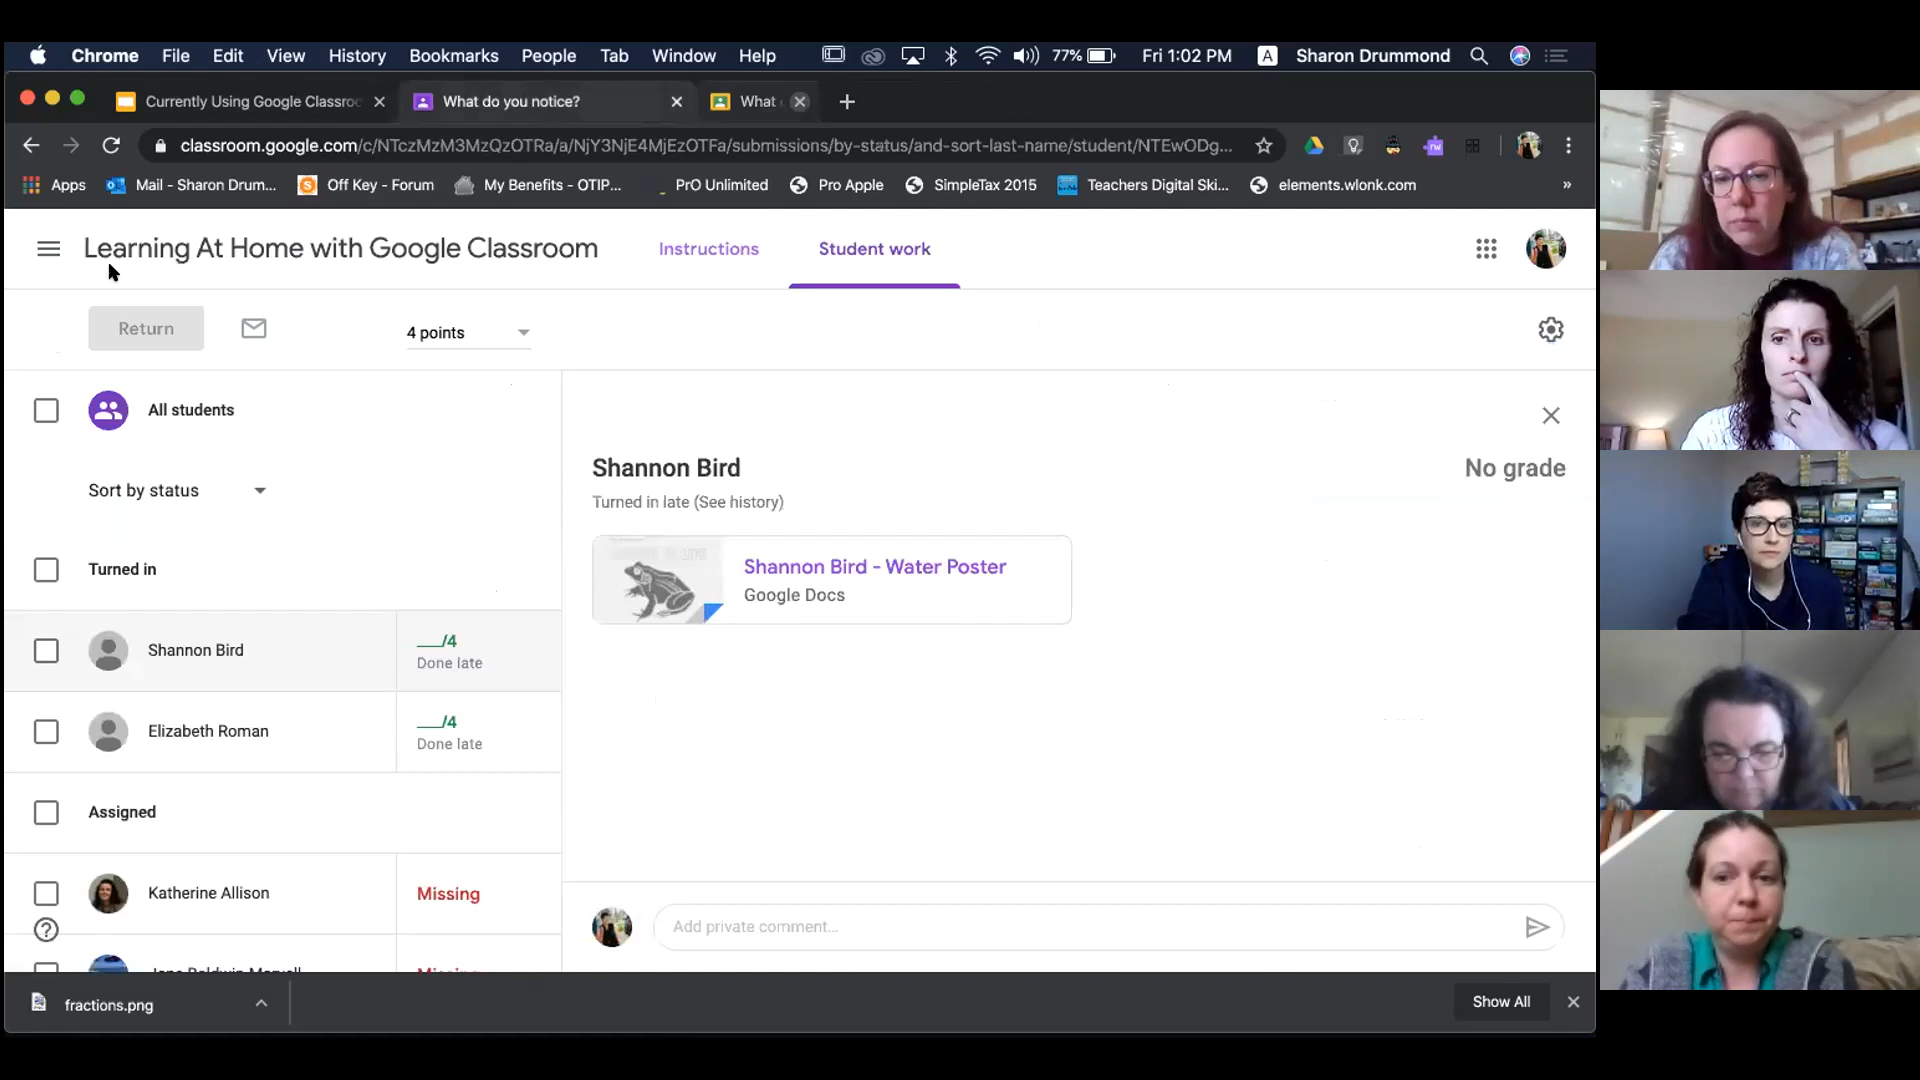 Chrome File Edit View History Bookmarks People Tab Window Help 77% Fri 1:02 PM A Sharon Drummond
Currently Using Google Classroo What do you notice? What
classroom.google.com/c/NTczMzM3MzQzOTRa/a/NjY3NjE4MjEzOTFa/submissions/by-status/and-sort-last-name/student/NTEwODg...
Apps Mail - Sharon Drum... Off Key - Forum My Benefits - OTIP... PrO Unlimited Pro Apple SimpleTax 2015 Teachers Digital Ski... elements.wlonk.com »
Learning At Home with Google Classroom Instructions Student work
Return 4 points
All students
Sort by status
Turned in
Shannon Bird __/4
Done late
Elizabeth Roman __/4
Done late
Assigned
Katherine Allison Missing
Shannon Bird No grade
Turned in late (See history)
Shannon Bird - Water Poster
Google Docs
Add private comment...
fractions.png Show All